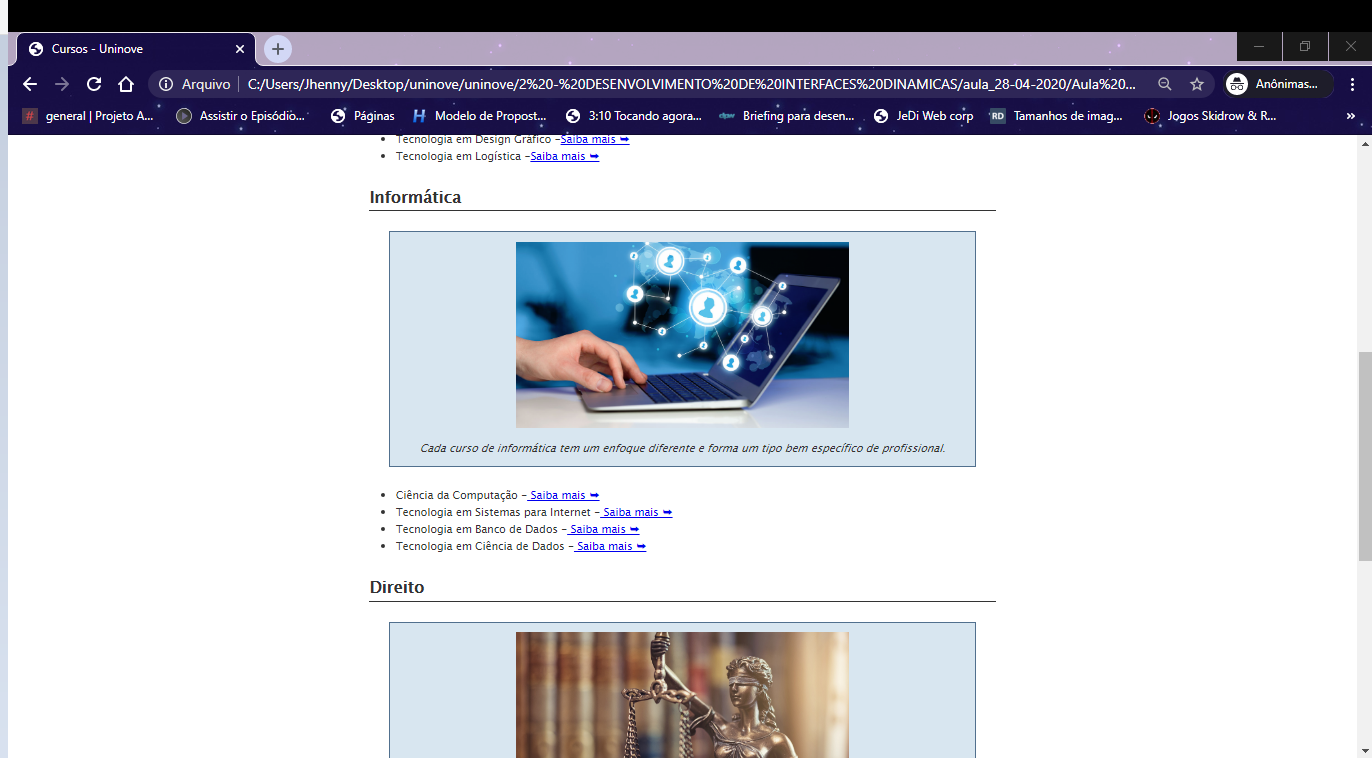 Cursos - Uninove
Arquivo C:/Users/Jhenny/Desktop/uninove/uninove/2%20-%20DESENVOLVIMENTO%20DE%20INTERFACES%20DINAMICAS/aula_28-04-2020/Aula%20... Anônimas...
general | Projeto A... Assistir o Episódio... Páginas Modelo de Propost... 3:10 Tocando agora... Briefing para desen... JeDi Web corp RD Tamanhos de imag... Jogos Skidrow & R... »
Tecnologia em Design Gráfico -Saiba mais ➥
Tecnologia em Logística -Saiba mais ➥
Informática
Cada curso de informática tem um enfoque diferente e forma um tipo bem específico de profissional.
Ciência da Computação - Saiba mais ➥
Tecnologia em Sistemas para Internet - Saiba mais ➥
Tecnologia em Banco de Dados - Saiba mais ➥
Tecnologia em Ciência de Dados - Saiba mais ➥
Direito